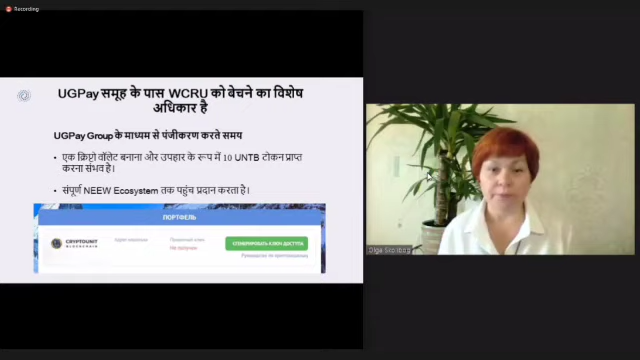 Recording
UGPay समूह के पास WCRU को बेचने का विशेष
अधिकार है
UGPay Group के माध्यम से पंजीकरण करते समय
• एक क्रिप्टो वॉलेट बनाना और उपहार के रूप में 10 UNTB टोकन प्राप्त
करना संभव है।
• संपूर्ण NEEW Ecosystem तक पहुंच प्रदान करता है।
ПОРТФЕЛЬ
CRYPTOUNIT
BLOCKCHAIN
Не получен
СГЕНЕРИРОВАТЬ КЛЮЧ ДОСТУПА
Olga